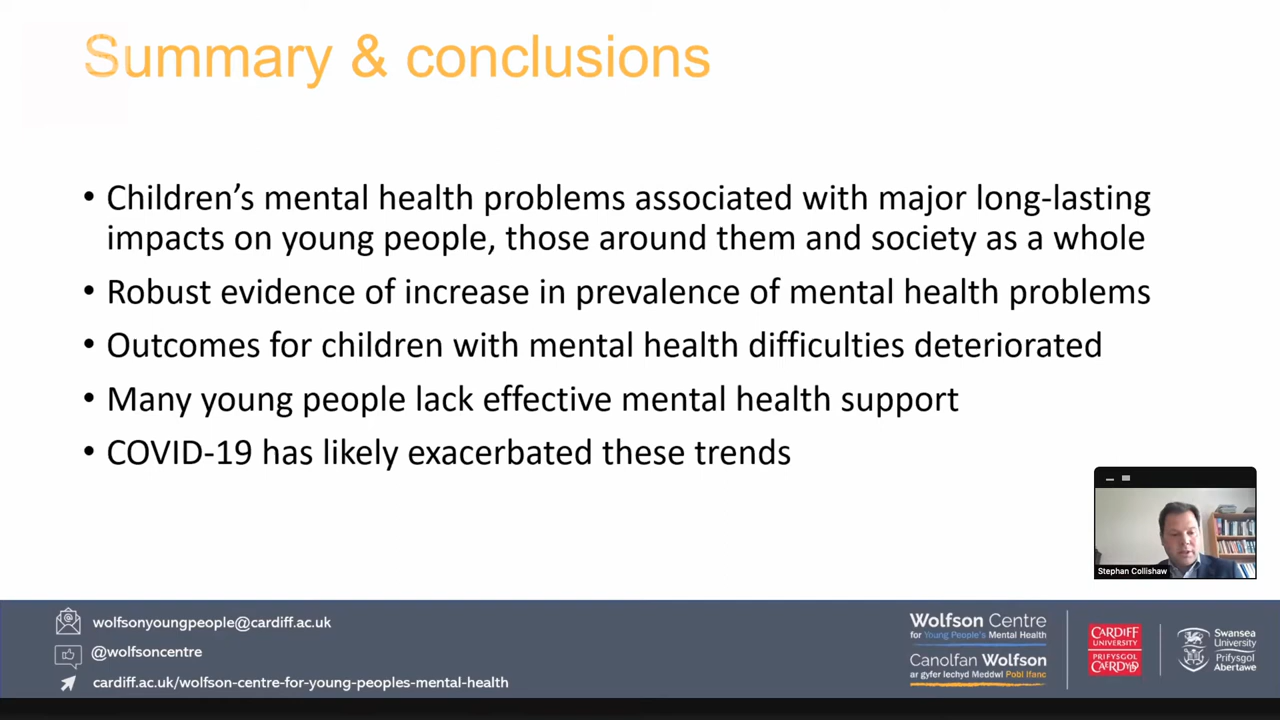 Summary & conclusions
• Children’s mental health problems associated with major long-lasting
impacts on young people, those around them and society as a whole
• Robust evidence of increase in prevalence of mental health problems
• Outcomes for children with mental health difficulties deteriorated
• Many young people lack effective mental health support
• COVID-19 has likely exacerbated these trends
Stephan Collishaw
wolfsonyoungpeople@cardiff.ac.uk
@wolfsoncentre
cardiff.ac.uk/wolfson-centre-for-young-peoples-mental-health
Wolfson Centre
for Young People’s Mental Health
Canolfan Wolfson
ar gyfer Iechyd Meddwl Pobl Ifanc
CARDIFF
UNIVERSITY
PRIFYSGOL
CAERDYDD
Swansea
University
Prifysgol
Abertawe